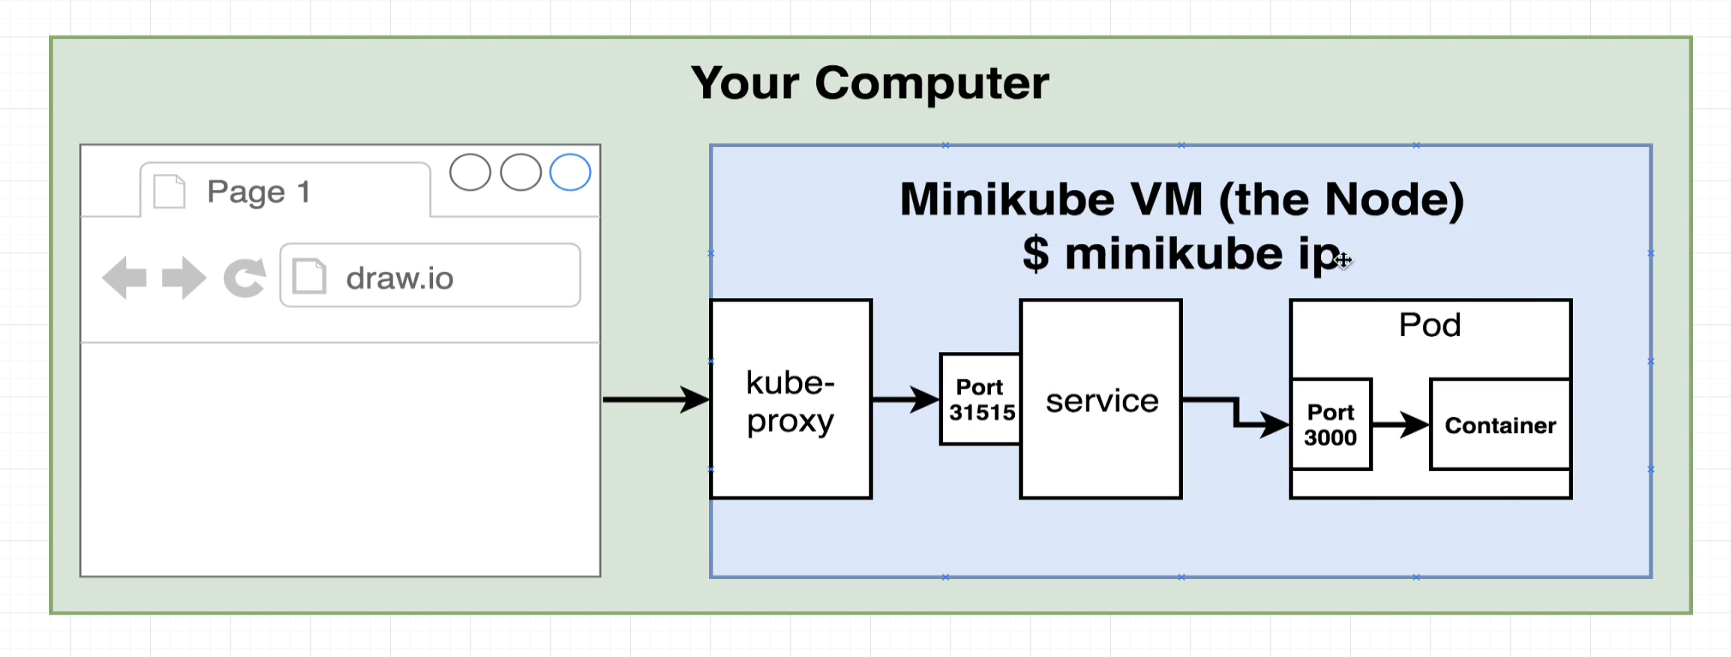 Your Computer
Page 1
draw.io
Minikube VM (the Node)
$ minikube ip
kube-
proxy
Port
31515
service
Pod
Port
3000
Container